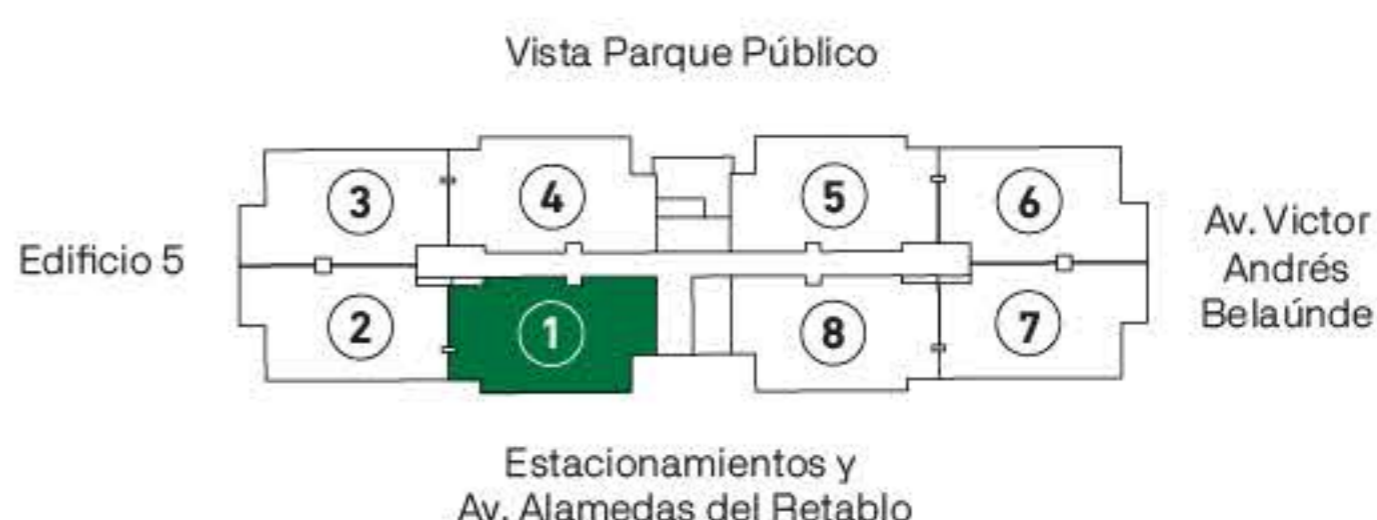 Vista Parque Público
3
4
5
6
Edificio 5
Av. Victor
Andrés
Belaúnde
2
1
8
7
Estacionamientos y
Av. Alamedas del Retablo